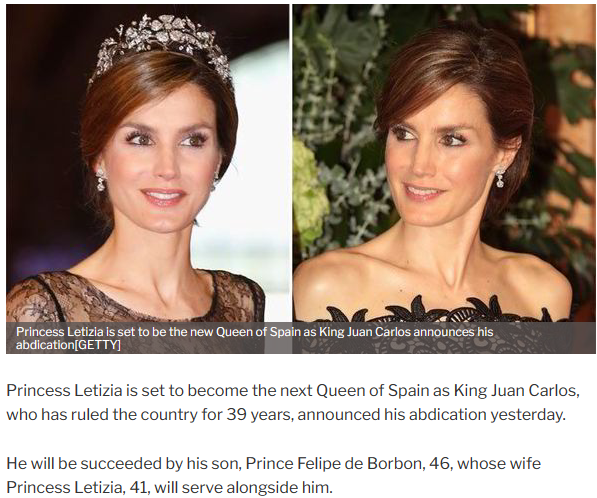 Princess Letizia is set to be the new Queen of Spain as King Juan Carlos announces his
abdication[GETTY]
Princess Letizia is set to become the next Queen of Spain as King Juan Carlos,
who has ruled the country for 39 years, announced his abdication yesterday.
He will be succeeded by his son, Prince Felipe de Borbon, 46, whose wife
Princess Letizia, 41, will serve alongside him.